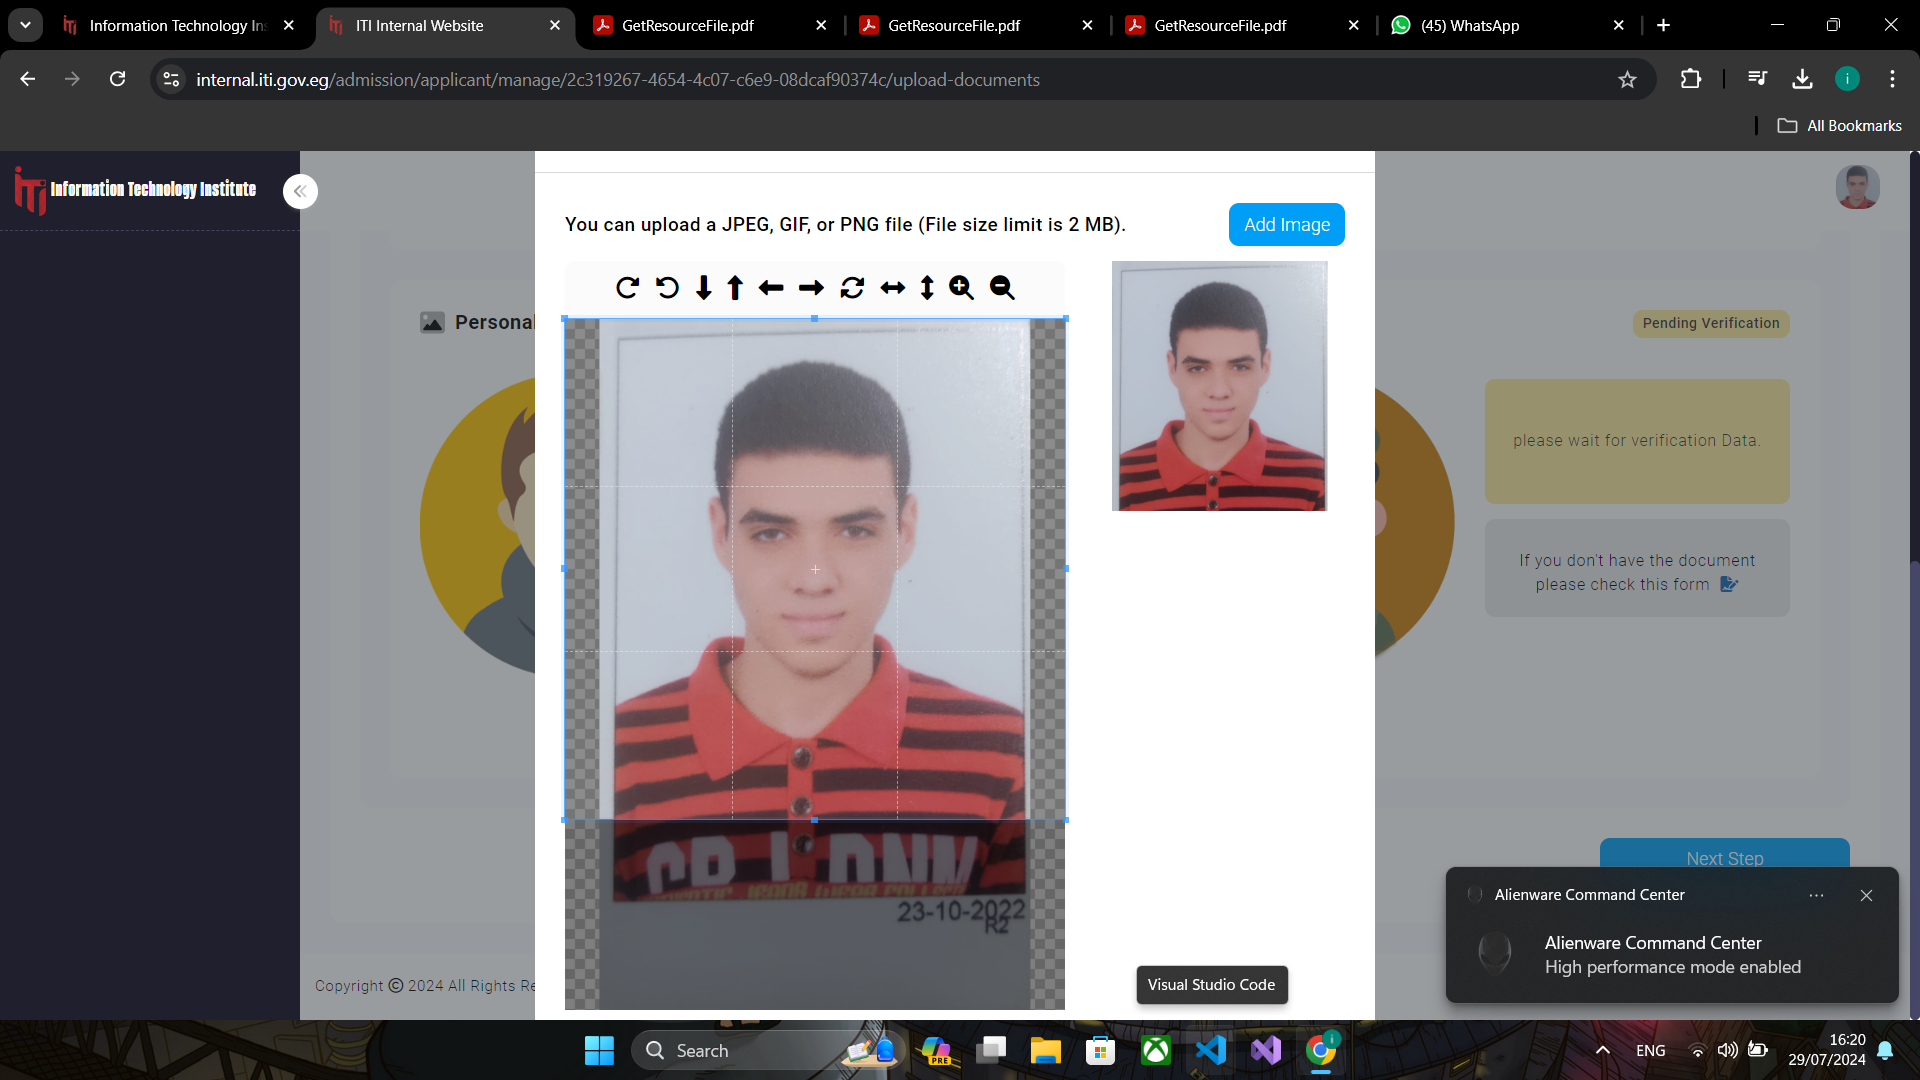 Information Technology Ins
ITI Internal Website
GetResourceFile.pdf
GetResourceFile.pdf
GetResourceFile.pdf
(45) WhatsApp
internal.iti.gov.eg/admission/applicant/manage/2c319267-4654-4c07-c6e9-08dcaf90374c/upload-documents
i
All Bookmarks
iTi Information Technology Institute
You can upload a JPEG, GIF, or PNG file (File size limit is 2 MB).
Add Image
Personal
Pending Verification
please wait for verification Data.
If you don't have the document
please check this form
23-10-2022
R2
Next Step
Alienware Command Center
Alienware Command Center
High performance mode enabled
Copyright © 2024 All Rights Re
Visual Studio Code
Search
PRE
ENG
16:20
29/07/2024